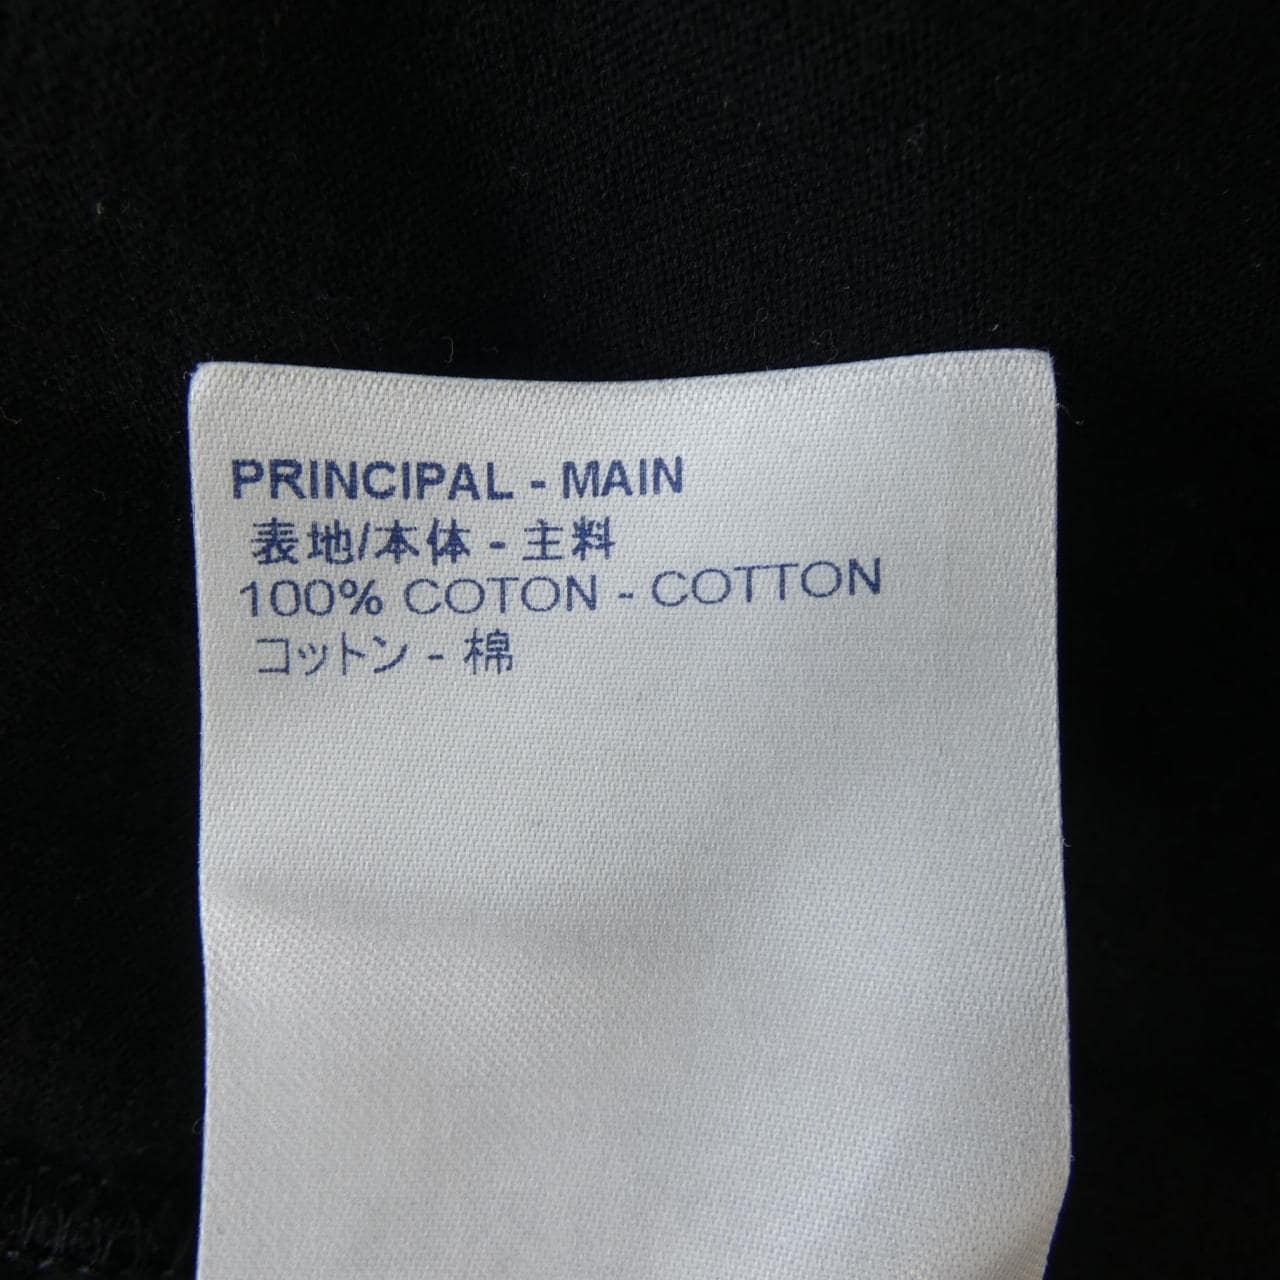 PRINCIPAL - MAIN
表地/本体 - 主料
100% COTON - COTTON
コットン - 棉